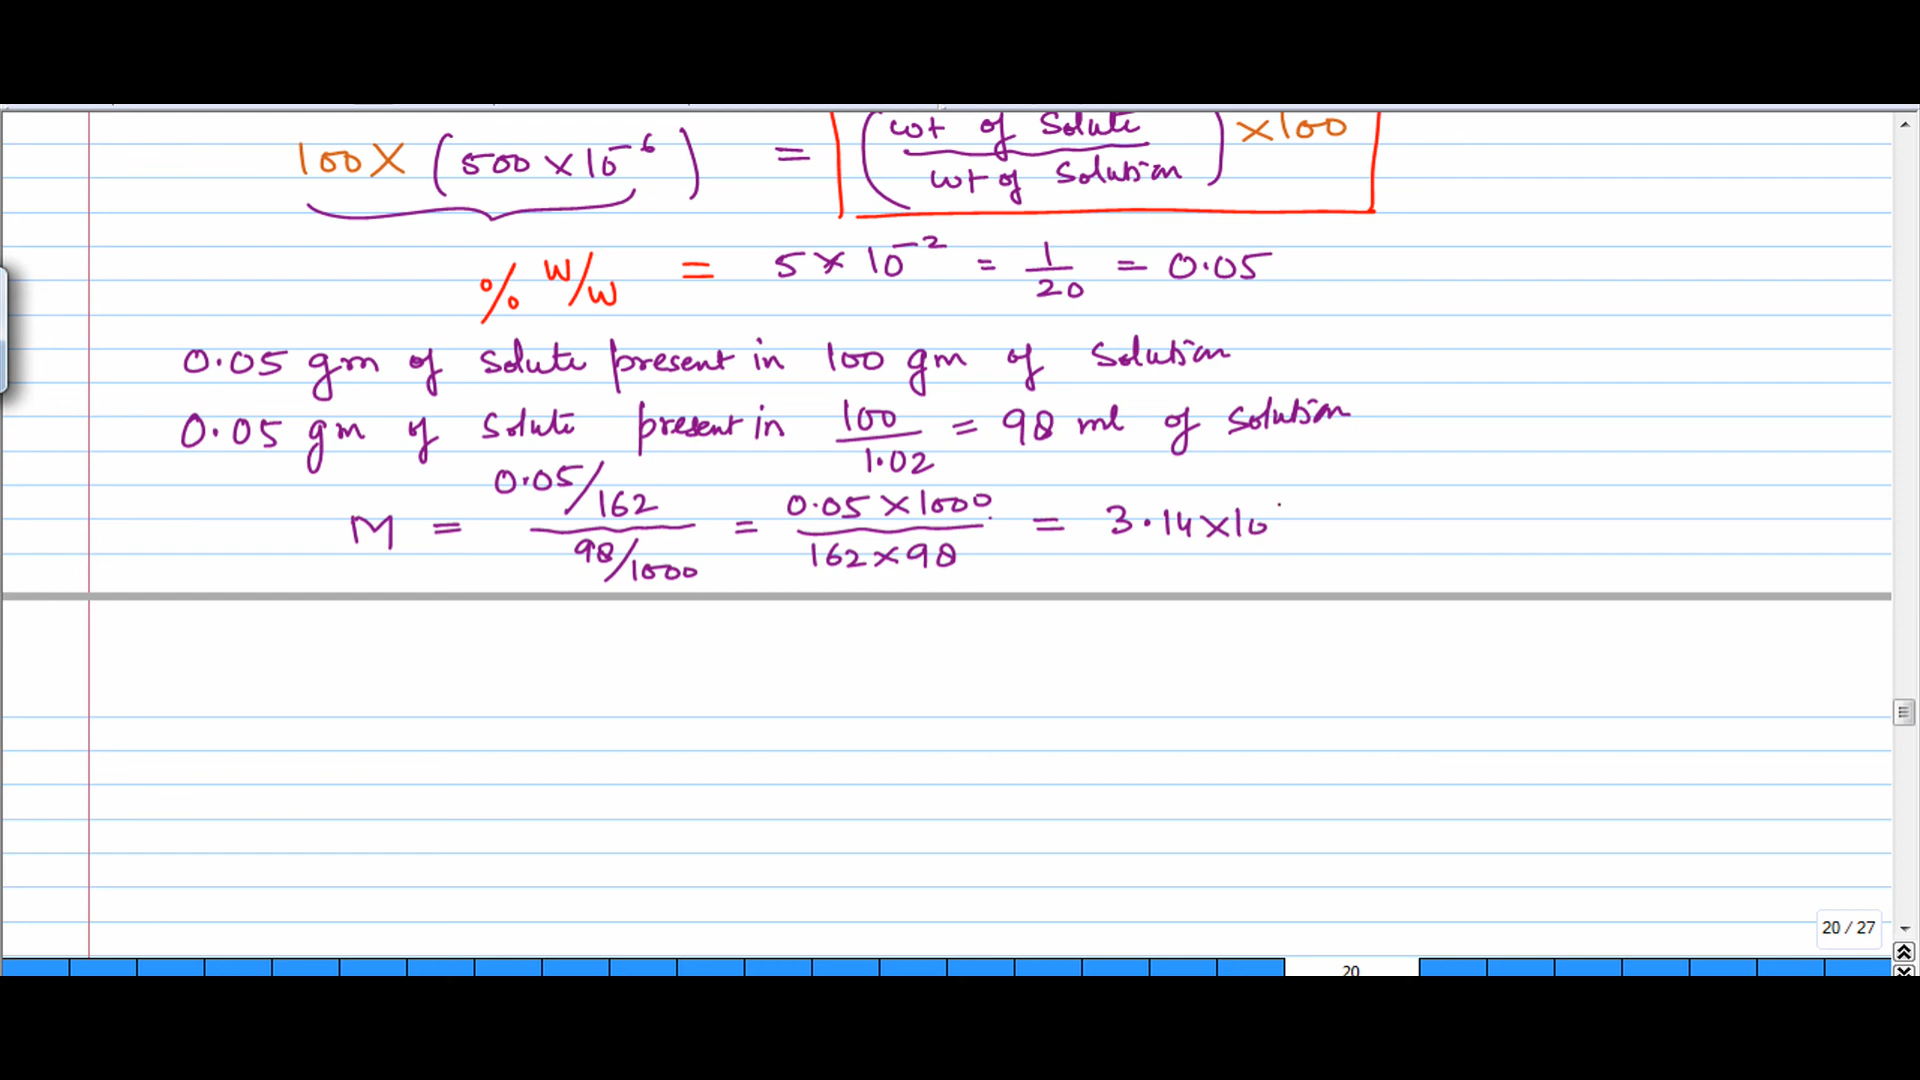 100 X (500 × 10⁻⁶) = (wt of Solute / wt of Solution) ×100
% W/W = 5 × 10⁻² = 1/20 = 0.05
0.05 gm of solute present in 100 gm of Solution
0.05 gm of solute present in 100/1.02 = 98 ml of solution
M = (0.05/162)/(98/1000) = (0.05 × 1000)/(162 × 98) = 3.14 × 10
20 / 27
20